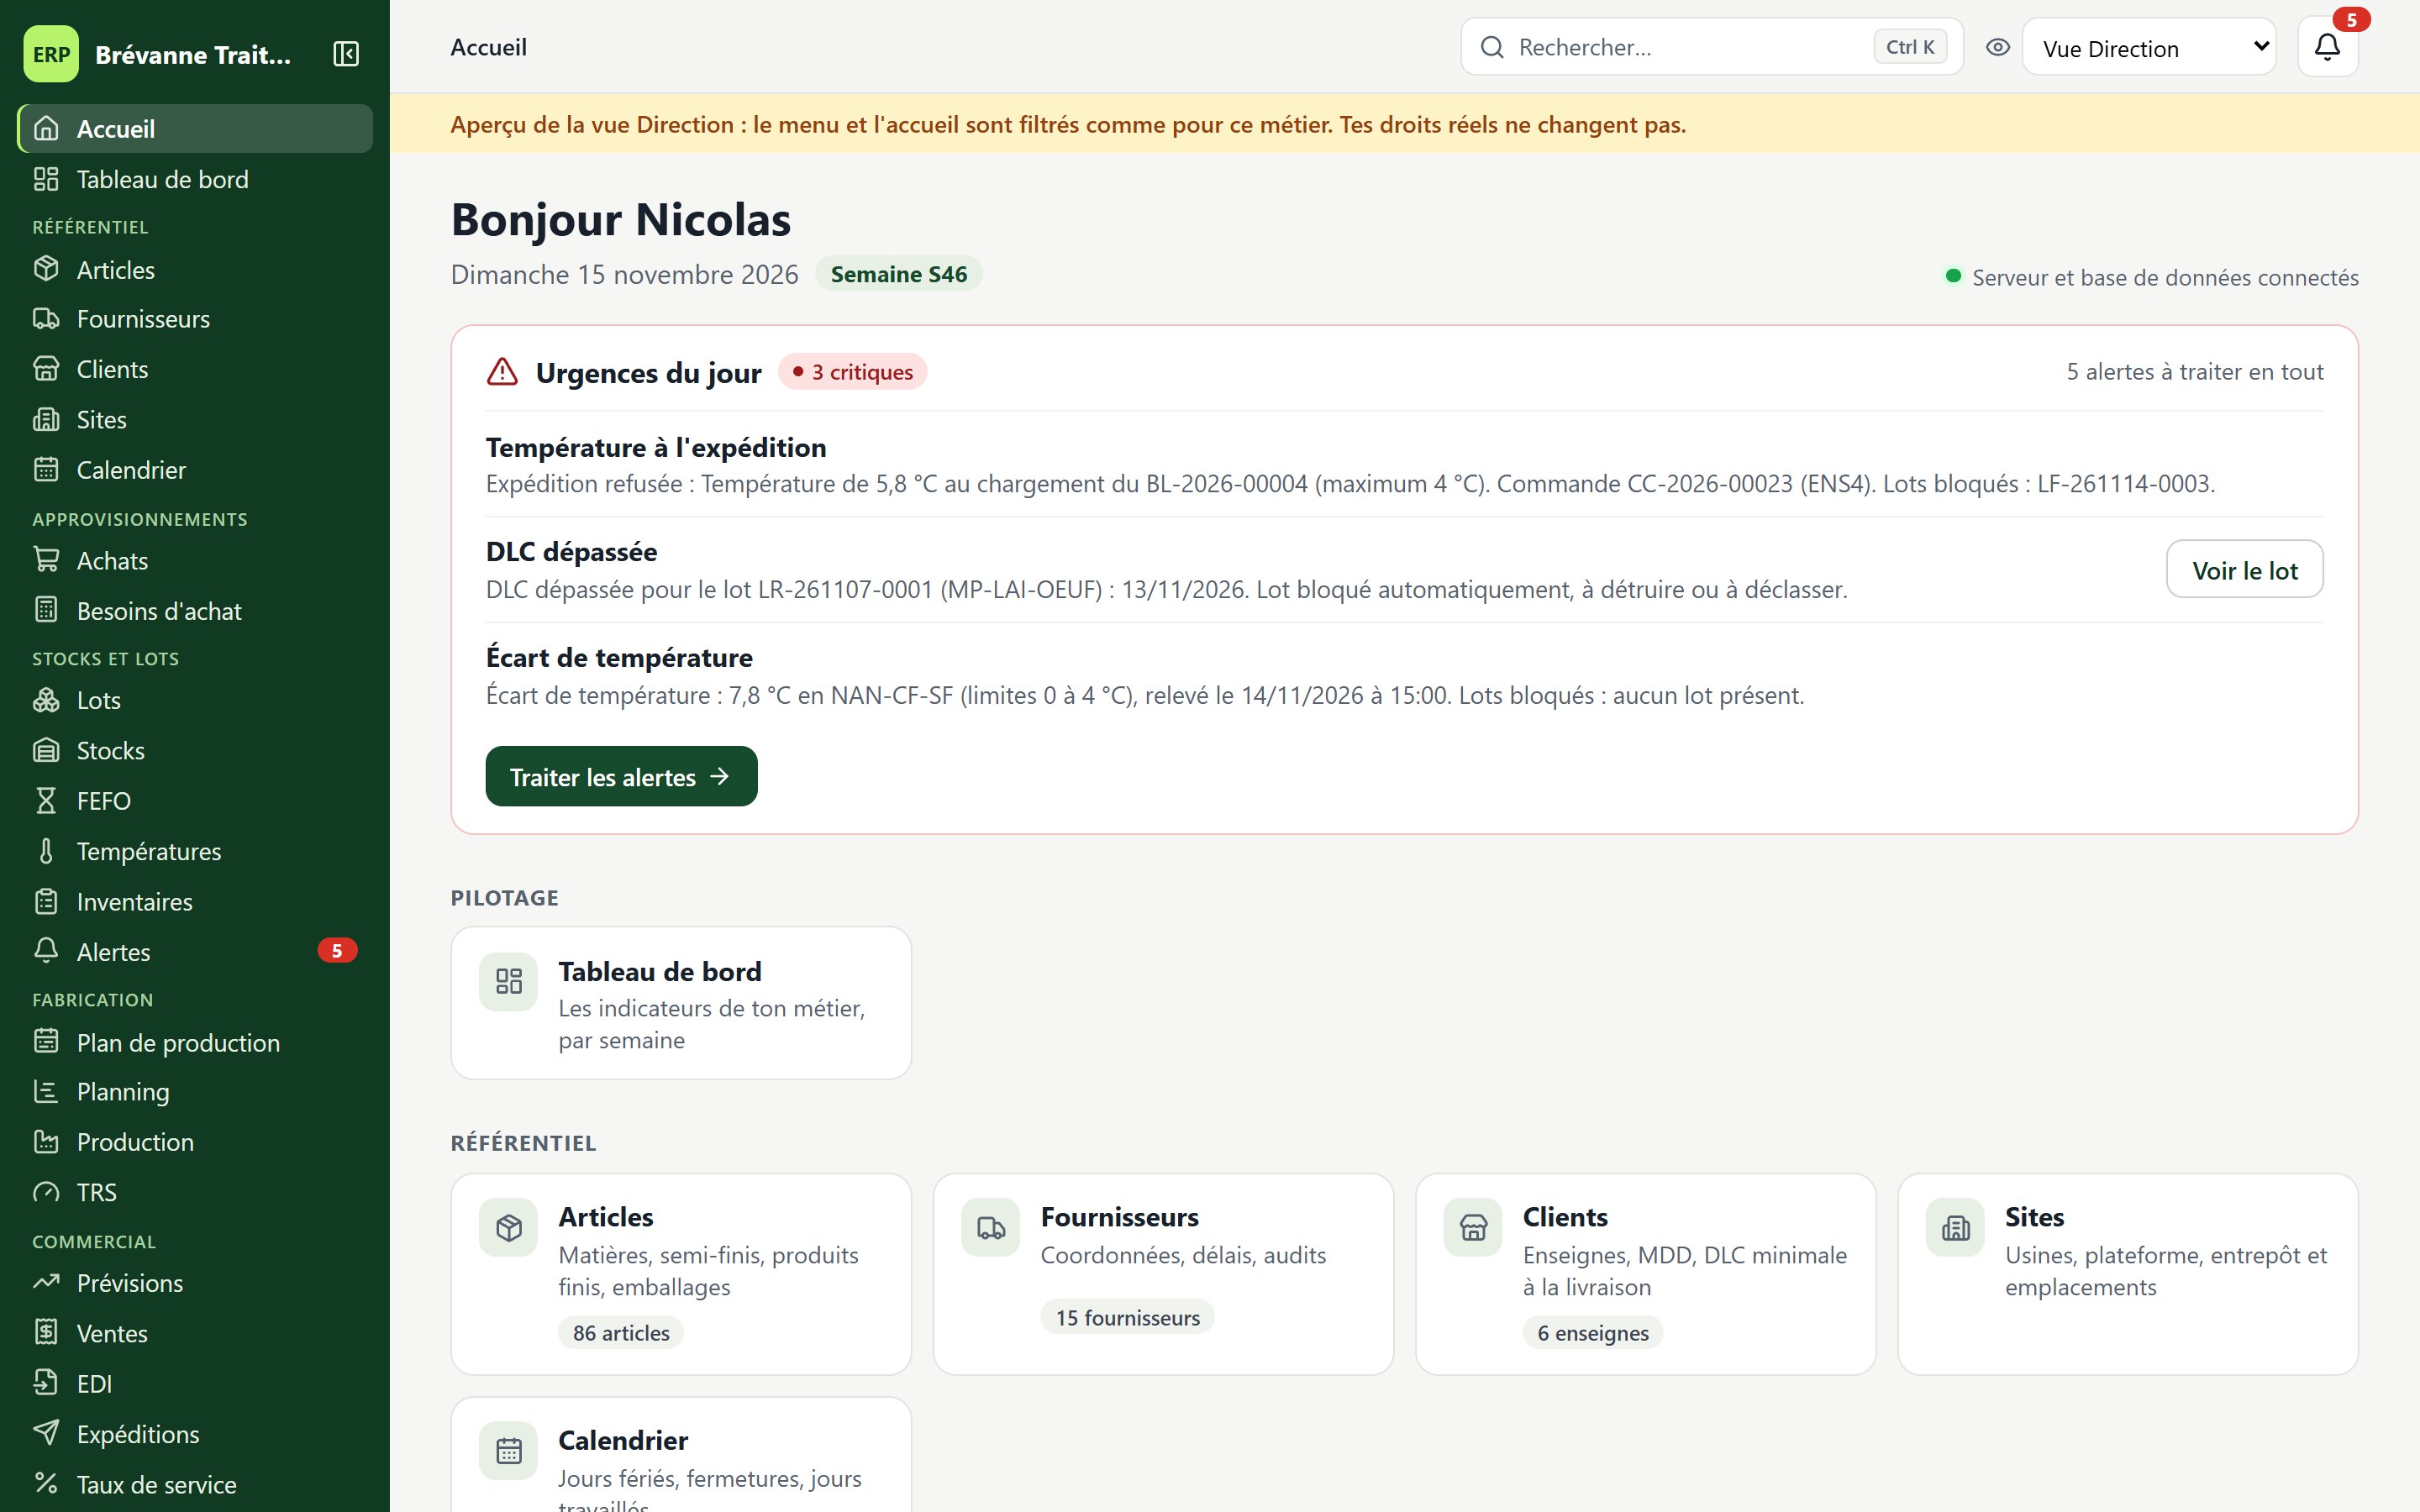 ERP
Brévanne Trait...
Accueil
Tableau de bord
RÉFÉRENTIEL
Articles
Fournisseurs
Clients
Sites
Calendrier
APPROVISIONNEMENTS
Achats
Besoins d'achat
STOCKS ET LOTS
Lots
Stocks
FEFO
Températures
Inventaires
Alertes
5
FABRICATION
Plan de production
Planning
Production
TRS
COMMERCIAL
Prévisions
Ventes
EDI
Expéditions
Taux de service
Accueil
Rechercher...
Ctrl K
Vue Direction
5
Aperçu de la vue Direction : le menu et l'accueil sont filtrés comme pour ce métier. Tes droits réels ne changent pas.
Bonjour Nicolas
Dimanche 15 novembre 2026
Semaine S46
Serveur et base de données connectés
Urgences du jour
3 critiques
5 alertes à traiter en tout
Température à l'expédition
Expédition refusée : Température de 5,8 °C au chargement du BL-2026-00004 (maximum 4 °C). Commande CC-2026-00023 (ENS4). Lots bloqués : LF-261114-0003.
DLC dépassée
DLC dépassée pour le lot LR-261107-0001 (MP-LAI-OEUF) : 13/11/2026. Lot bloqué automatiquement, à détruire ou à déclasser.
Voir le lot
Écart de température
Écart de température : 7,8 °C en NAN-CF-SF (limites 0 à 4 °C), relevé le 14/11/2026 à 15:00. Lots bloqués : aucun lot présent.
Traiter les alertes
PILOTAGE
Tableau de bord
Les indicateurs de ton métier,
par semaine
RÉFÉRENTIEL
Articles
Matières, semi-finis, produits
finis, emballages
86 articles
Fournisseurs
Coordonnées, délais, audits
15 fournisseurs
Clients
Enseignes, MDD, DLC minimale
à la livraison
6 enseignes
Sites
Usines, plateforme, entrepôt et
emplacements
Calendrier
Jours fériés, fermetures, jours
travaillés